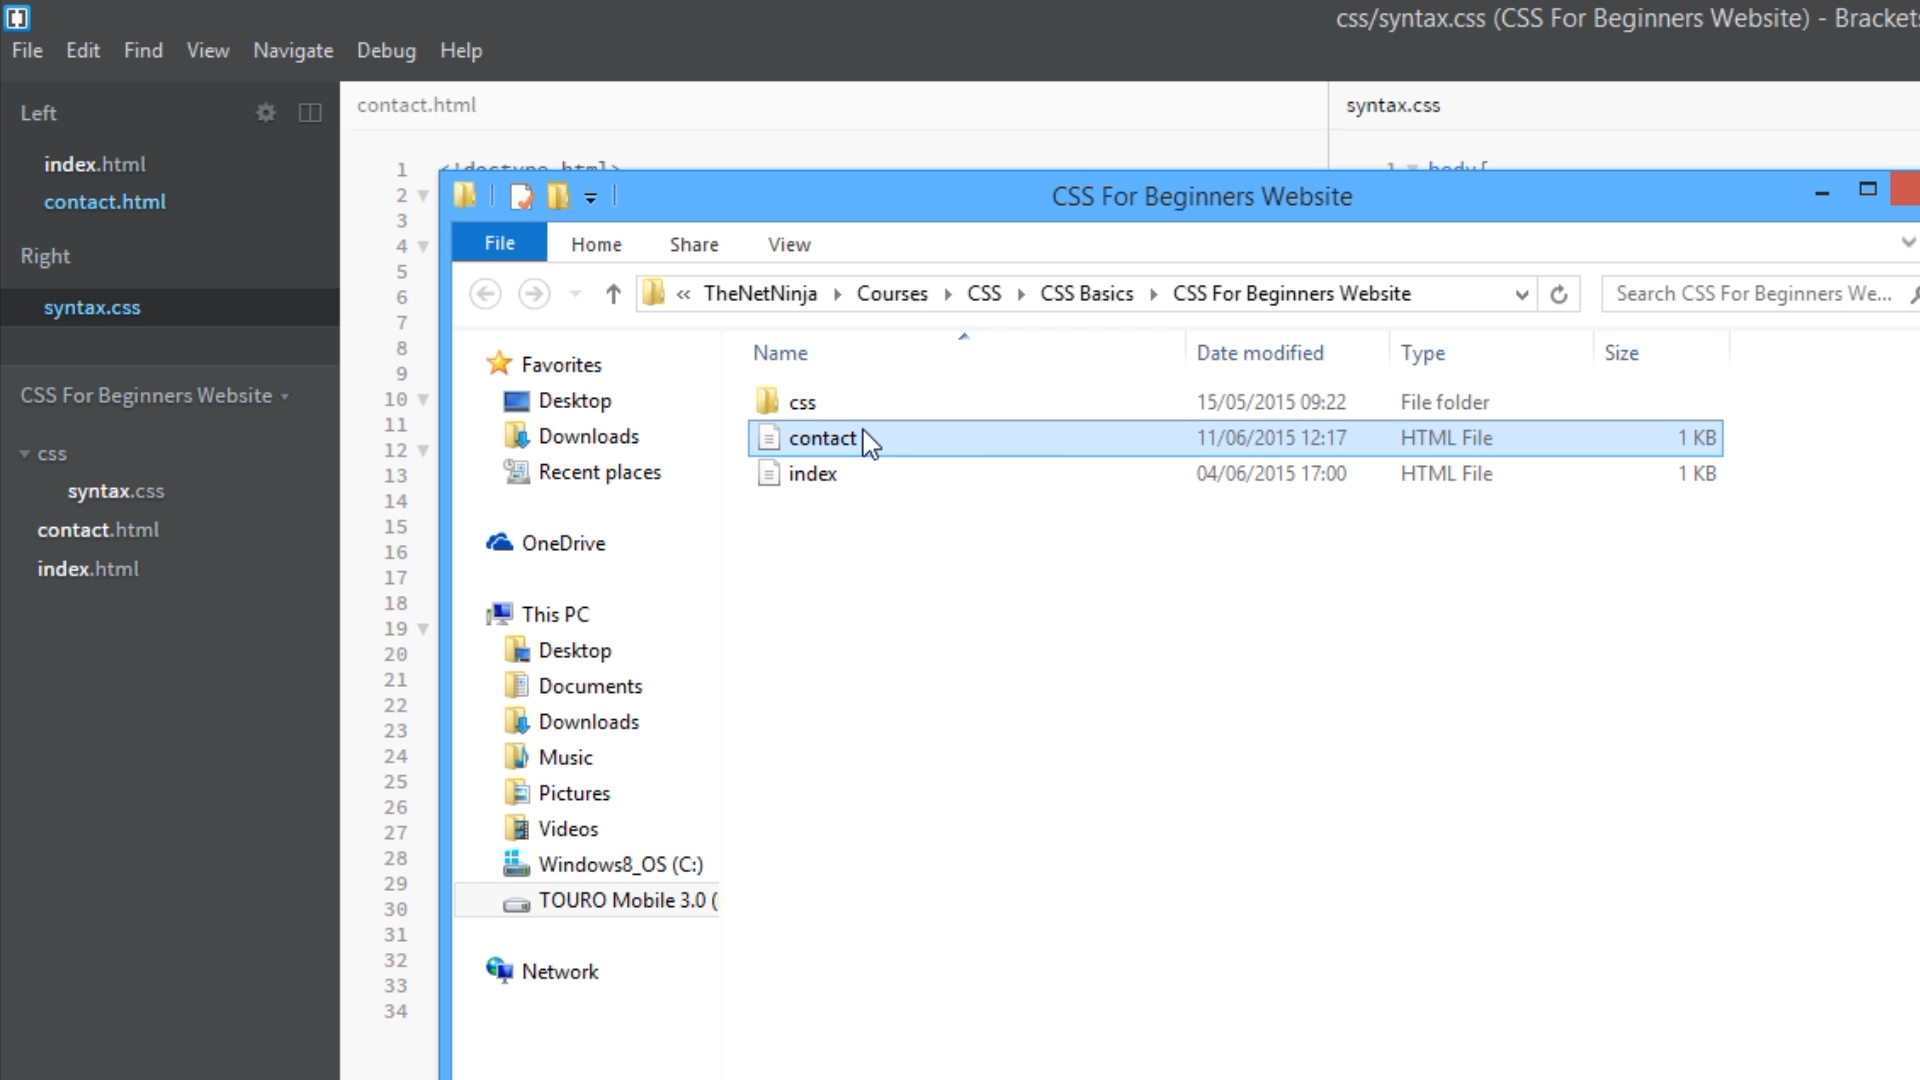 css/syntax.css (CSS For Beginners Website) - Brackets
File Edit Find View Navigate Debug Help
Left
index.html
contact.html
Right
syntax.css
CSS For Beginners Website
css
syntax.css
contact.html
index.html
contact.html
syntax.css
1 <!doctype html>
2
3
4
5
6
7
8
9
10
11
12
13
14
15
16
17
18
19
20
21
22
23
24
25
26
27
28
29
30
31
32
33
34
1 body{
CSS For Beginners Website
File Home Share View
« TheNetNinja Courses CSS CSS Basics CSS For Beginners Website
Search CSS For Beginners We...
Favorites
Desktop
Downloads
Recent places
OneDrive
This PC
Desktop
Documents
Downloads
Music
Pictures
Videos
Windows8_OS (C:)
TOURO Mobile 3.0 (
Network
Name Date modified Type Size
css 15/05/2015 09:22 File folder
contact 11/06/2015 12:17 HTML File 1 KB
index 04/06/2015 17:00 HTML File 1 KB